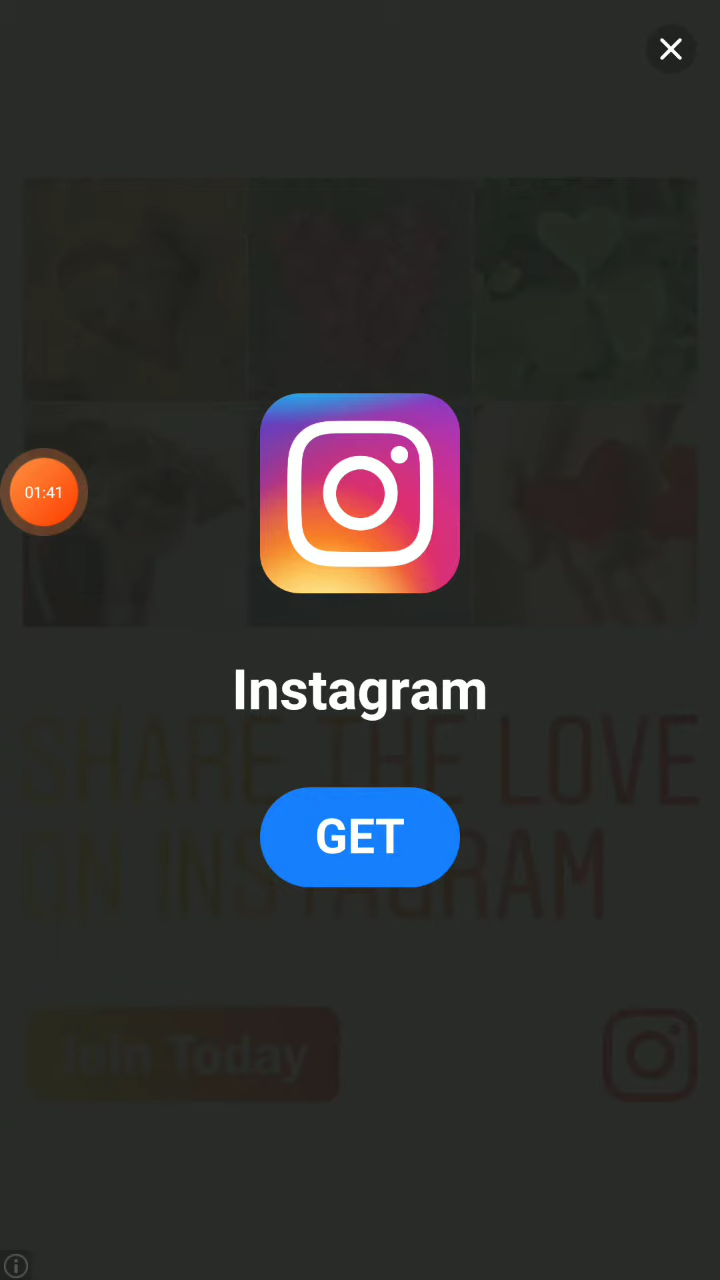 01:41
Instagram
SHARE THE LOVE
ON INSTAGRAM
GET
Join Today